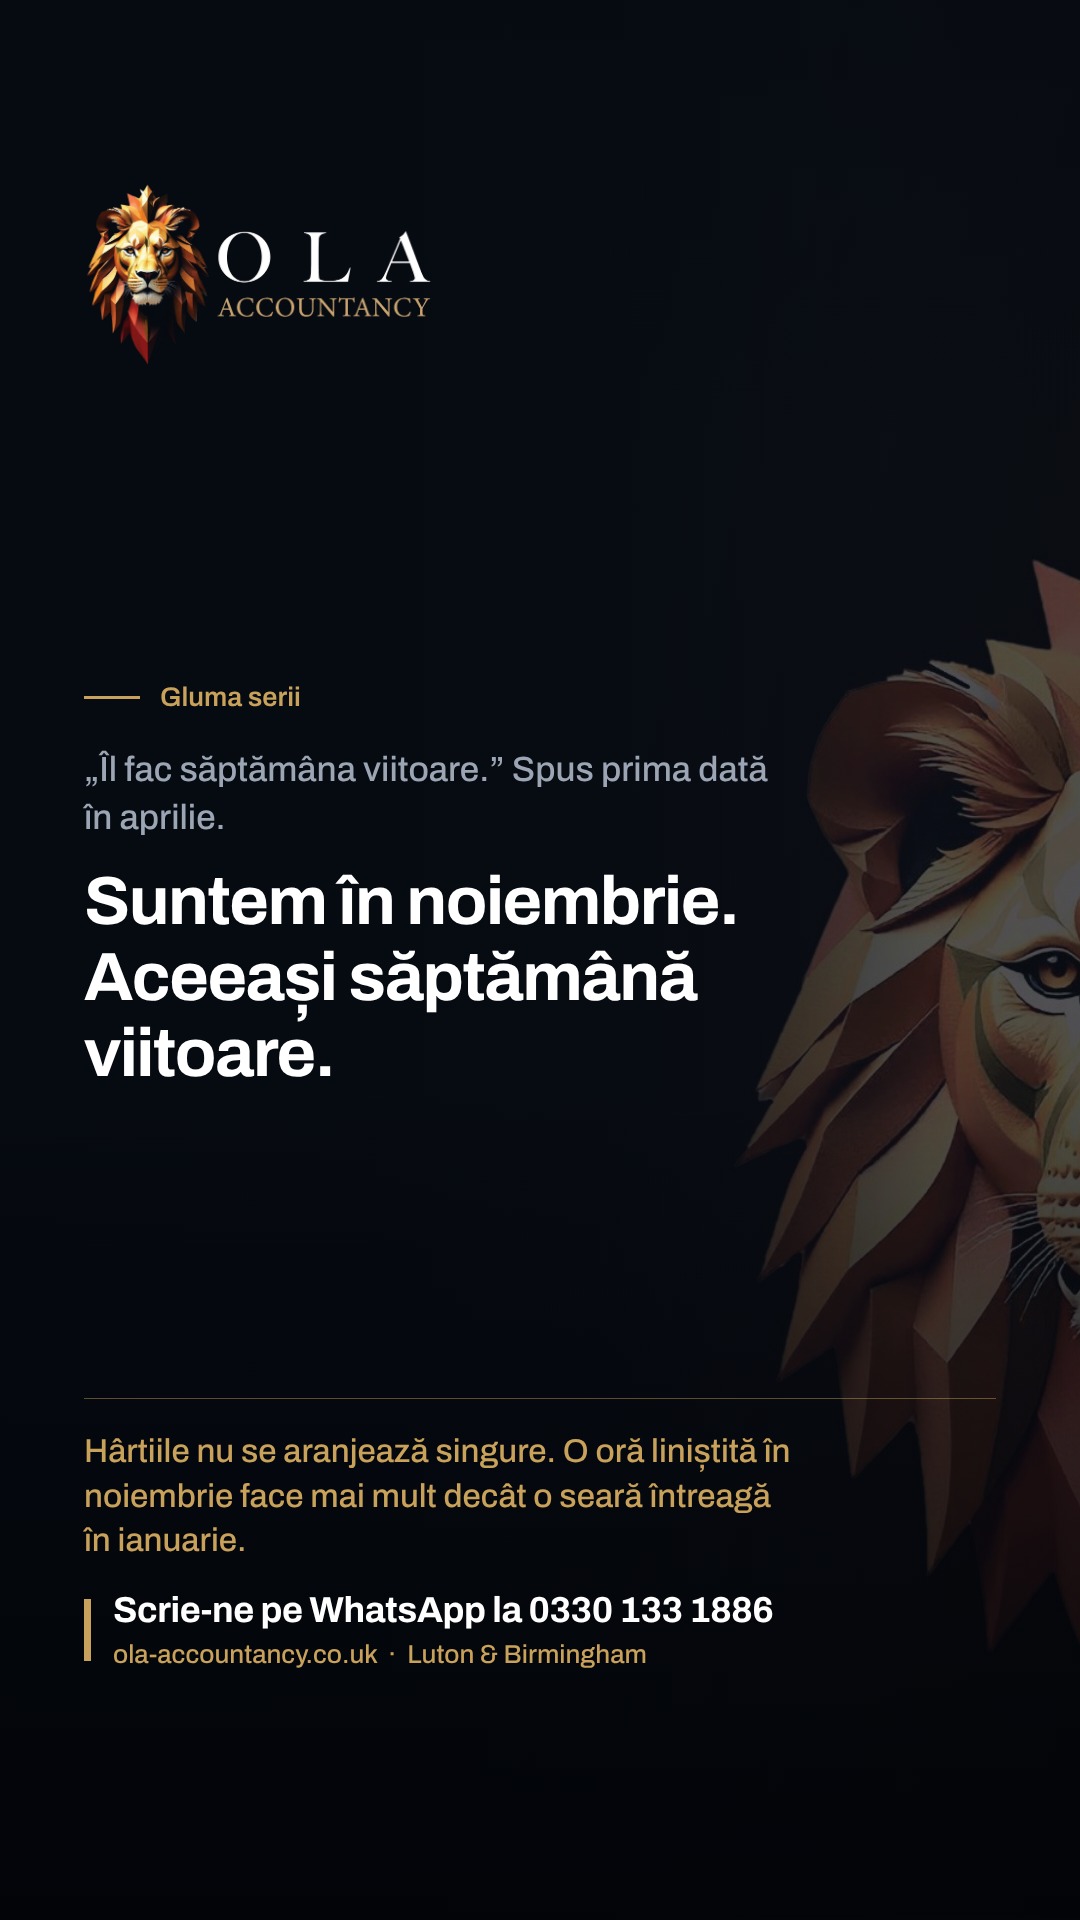 OLA
ACCOUNTANCY
Gluma serii
„Îl fac săptămâna viitoare.” Spus prima dată
în aprilie.
Suntem în noiembrie.
Aceeași săptămână
viitoare.
Hârtiile nu se aranjează singure. O oră liniștită în
noiembrie face mai mult decât o seară întreagă
în ianuarie.
Scrie-ne pe WhatsApp la 0330 133 1886
ola-accountancy.co.uk · Luton & Birmingham